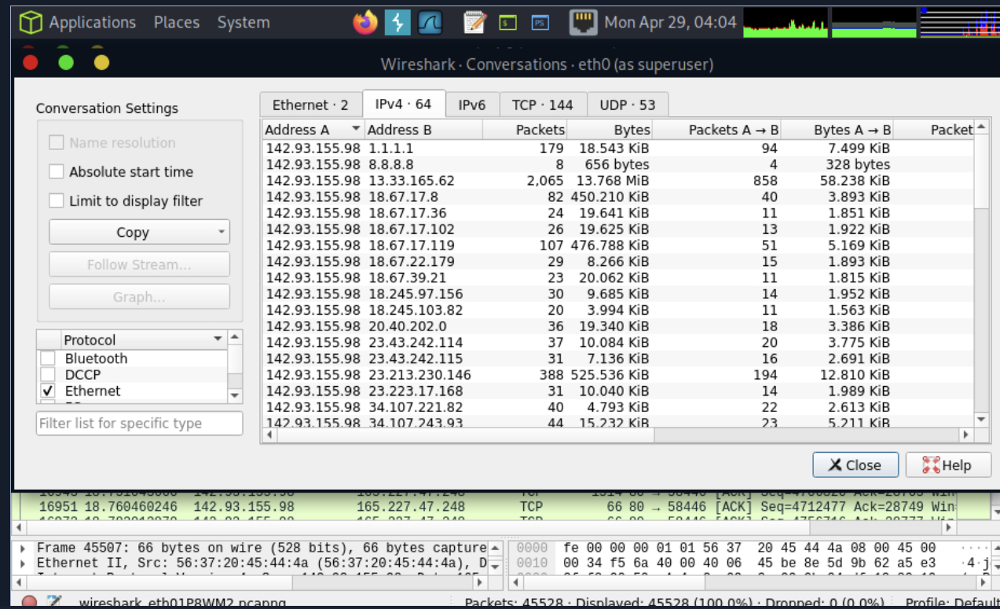 Applications Places System Mon Apr 29, 04:04
Wireshark · Conversations · eth0 (as superuser)
Conversation Settings
Name resolution
Absolute start time
Limit to display filter
Copy
Follow Stream...
Graph...
Protocol
Bluetooth
DCCP
Ethernet
Filter list for specific type
Ethernet · 2 IPv4 · 64 IPv6 TCP · 144 UDP · 53
Address A Address B Packets Bytes Packets A → B Bytes A → B Packet
142.93.155.98 1.1.1.1 179 18.543 KiB 94 7.499 KiB
142.93.155.98 8.8.8.8 8 656 bytes 4 328 bytes
142.93.155.98 13.33.165.62 2,065 13.768 MiB 858 58.238 KiB
142.93.155.98 18.67.17.8 82 450.210 KiB 40 3.893 KiB
142.93.155.98 18.67.17.36 24 19.641 KiB 11 1.851 KiB
142.93.155.98 18.67.17.102 26 19.625 KiB 13 1.922 KiB
142.93.155.98 18.67.17.119 107 476.788 KiB 51 5.169 KiB
142.93.155.98 18.67.22.179 29 8.266 KiB 15 1.893 KiB
142.93.155.98 18.67.39.21 23 20.062 KiB 11 1.815 KiB
142.93.155.98 18.245.97.156 30 9.685 KiB 14 1.952 KiB
142.93.155.98 18.245.103.82 20 3.994 KiB 11 1.563 KiB
142.93.155.98 20.40.202.0 36 19.340 KiB 18 3.386 KiB
142.93.155.98 23.43.242.114 37 10.084 KiB 20 3.775 KiB
142.93.155.98 23.43.242.115 31 7.136 KiB 16 2.691 KiB
142.93.155.98 23.213.230.146 388 525.536 KiB 194 12.810 KiB
142.93.155.98 23.223.17.168 31 10.040 KiB 14 1.989 KiB
142.93.155.98 34.107.221.82 40 4.793 KiB 22 2.613 KiB
142.93.155.98 34.107.243.93 44 15.232 KiB 23 5.211 KiB
Close Help
16951 18.760460246 142.93.155.98 165.227.47.248 TCP 66 80 → 58446 [ACK] Seq=4712477 Ack=28749 Win
Frame 45507: 66 bytes on wire (528 bits), 66 bytes capture
Ethernet II, Src: 56:37:20:45:44:4a (56:37:20:45:44:4a), D
0000 fe 00 00 00 01 01 56 37 20 45 44 4a 08 00 45 00
0010 00 34 f5 6a 40 00 40 06 45 be 8e 5d 9b 62 a5 e3 ·4·j
wireshark_eth01P8WM2.pcapng Packets: 45528 · Displayed: 45528 (100.0%) · Dropped: 0 (0.0%) Profile: Default